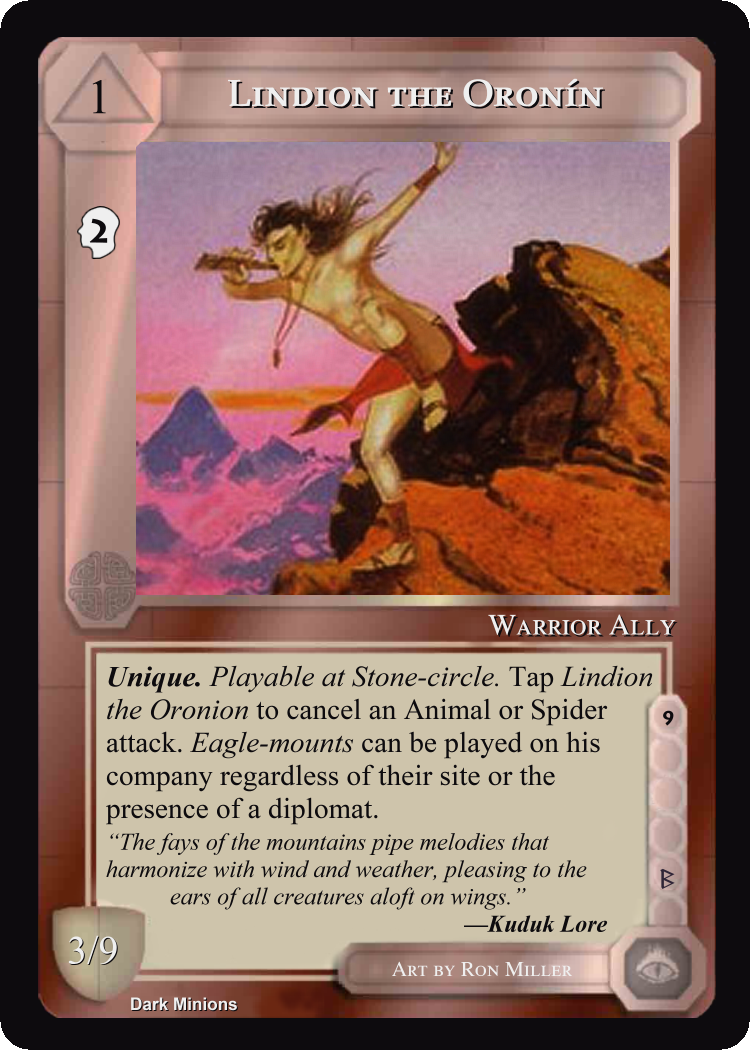 1
Lindion the Oronín
2
Warrior Ally
Unique. Playable at Stone-circle. Tap Lindion
the Oronion to cancel an Animal or Spider
attack. Eagle-mounts can be played on his
company regardless of their site or the
presence of a diplomat.
“The fays of the mountains pipe melodies that
harmonize with wind and weather, pleasing to the
ears of all creatures aloft on wings.”
—Kuduk Lore
9
3/9
Art by Ron Miller
Dark Minions